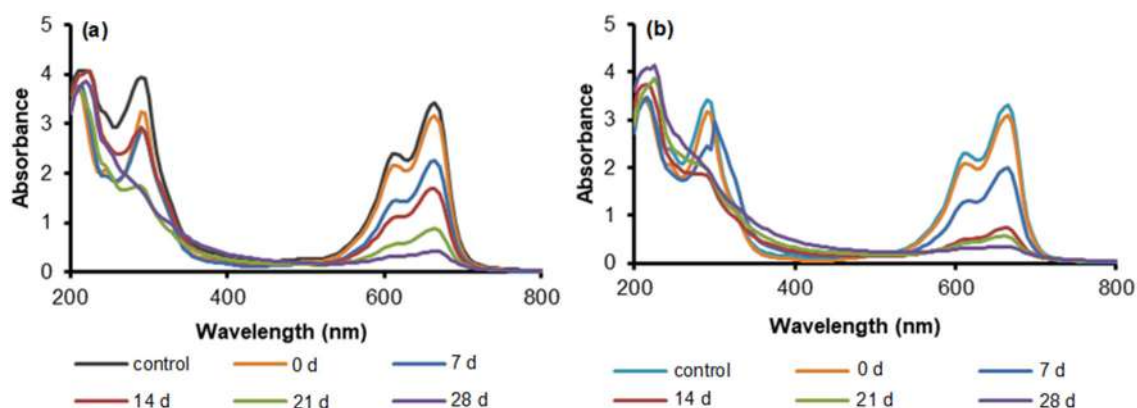 (a)
5
4
3
2
1
0
Absorbance
200
400
600
800
Wavelength (nm)
control
0 d
7 d
14 d
21 d
28 d
(b)
5
4
3
2
1
0
Absorbance
200
400
600
800
Wavelength (nm)
control
0 d
7 d
14 d
21 d
28 d